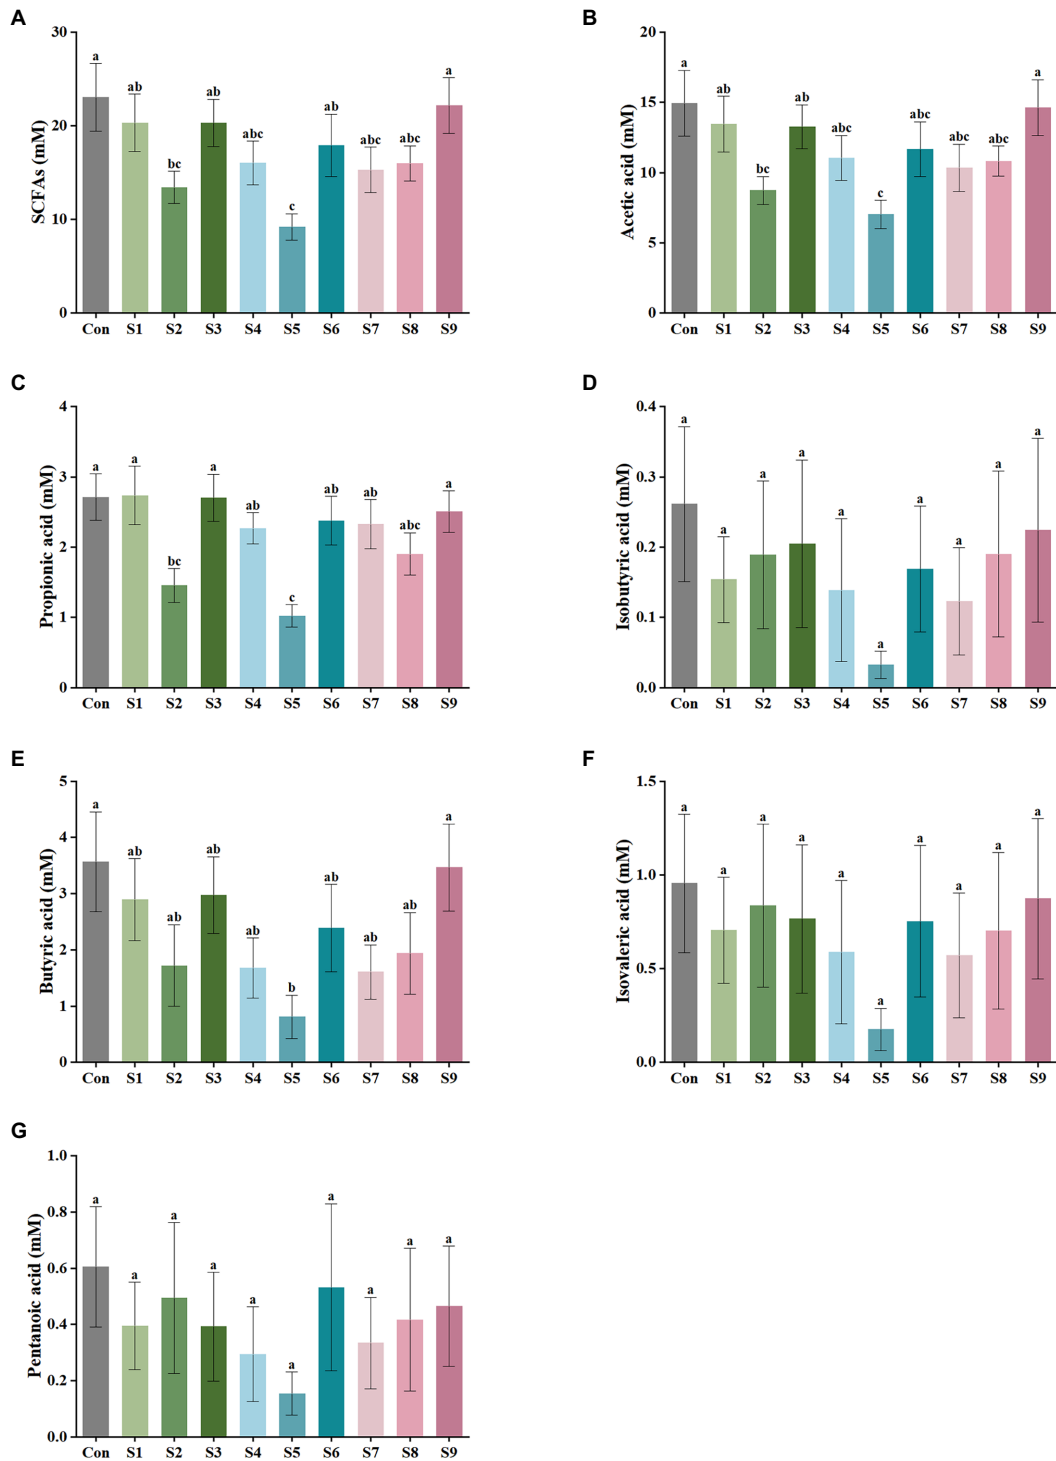 A
SCFAs (mM)
30
20
10
0
a
ab
bc
ab
abc
c
ab
abc
abc
a
Con S1 S2 S3 S4 S5 S6 S7 S8 S9
B
Acetic acid (mM)
20
15
10
5
0
a
ab
bc
ab
abc
c
abc
abc
abc
a
Con S1 S2 S3 S4 S5 S6 S7 S8 S9
C
Propionic acid (mM)
4
3
2
1
0
a
a
bc
a
ab
c
ab
ab
abc
a
Con S1 S2 S3 S4 S5 S6 S7 S8 S9
D
Isobutyric acid (mM)
0.4
0.3
0.2
0.1
0.0
a
a
a
a
a
a
a
a
a
a
Con S1 S2 S3 S4 S5 S6 S7 S8 S9
E
Butyric acid (mM)
5
4
3
2
1
0
a
ab
ab
ab
ab
b
ab
ab
ab
a
Con S1 S2 S3 S4 S5 S6 S7 S8 S9
F
Isovaleric acid (mM)
1.5
1.0
0.5
0.0
a
a
a
a
a
a
a
a
a
a
Con S1 S2 S3 S4 S5 S6 S7 S8 S9
G
Pentanoic acid (mM)
1.0
0.8
0.6
0.4
0.2
0.0
a
a
a
a
a
a
a
a
a
a
Con S1 S2 S3 S4 S5 S6 S7 S8 S9